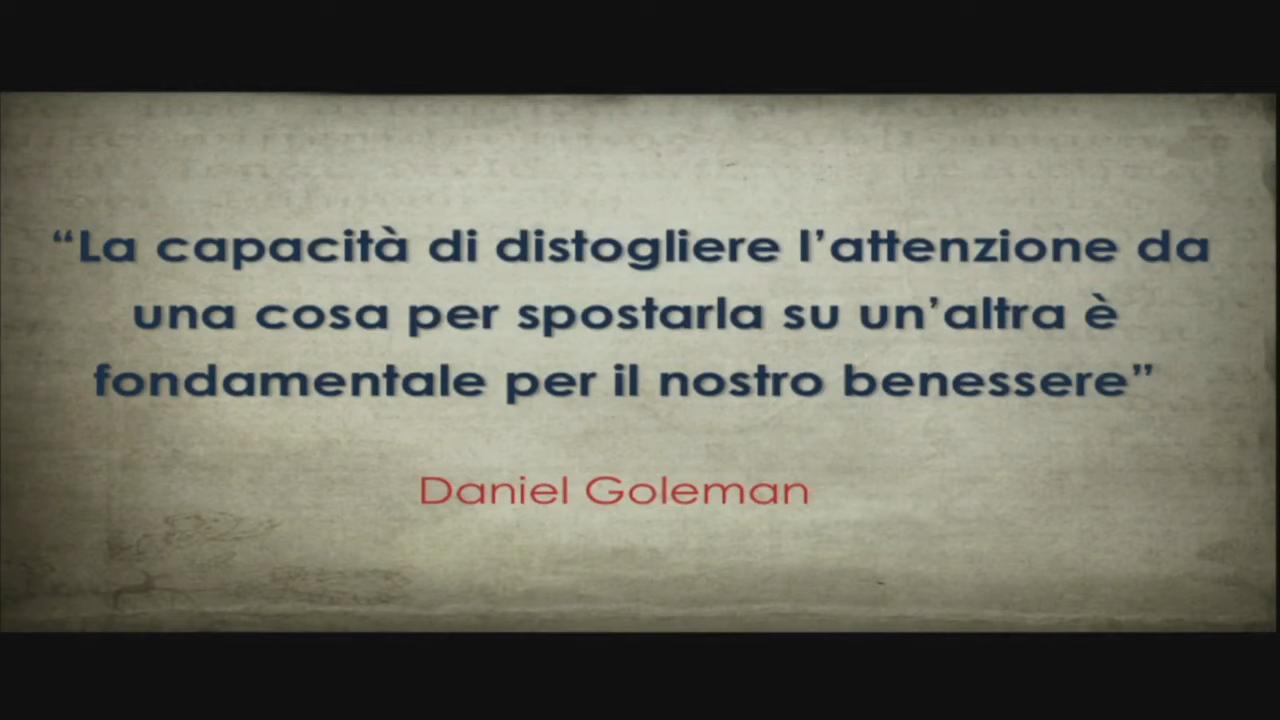 “La capacità di distogliere l’attenzione da
una cosa per spostarla su un’altra è
fondamentale per il nostro benessere”
Daniel Goleman